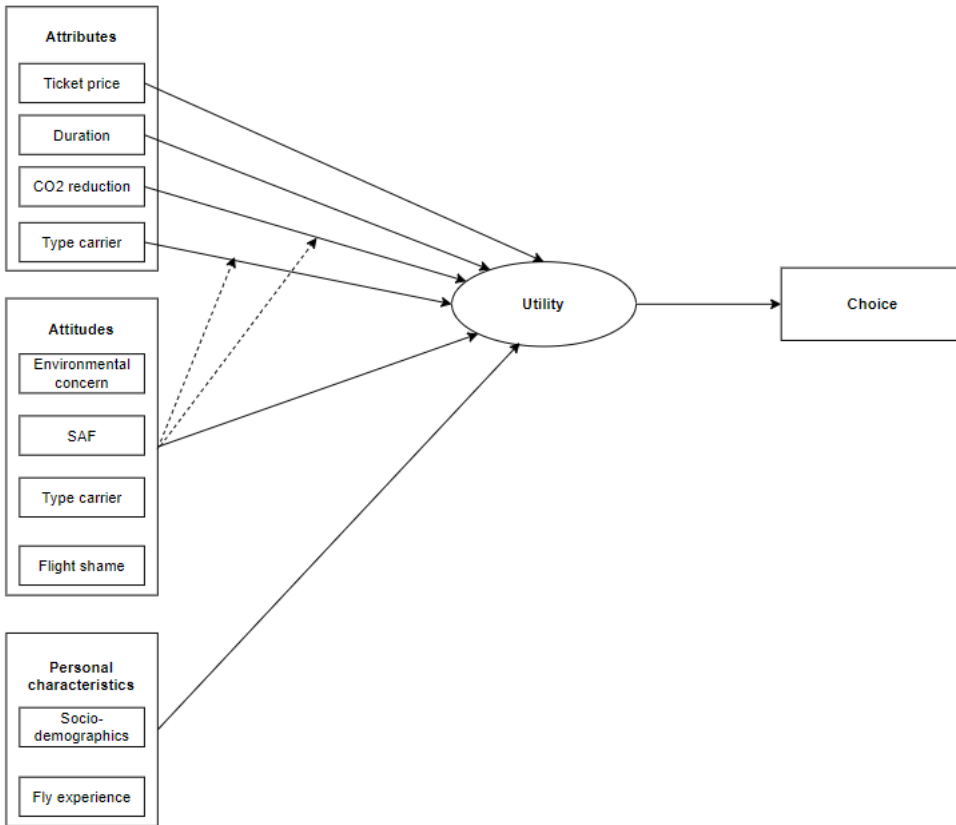 Attributes
Ticket price
Duration
CO2 reduction
Type carrier
Attitudes
Environmental
concern
SAF
Type carrier
Flight shame
Personal
characteristics
Socio-
demographics
Fly experience
Utility
Choice